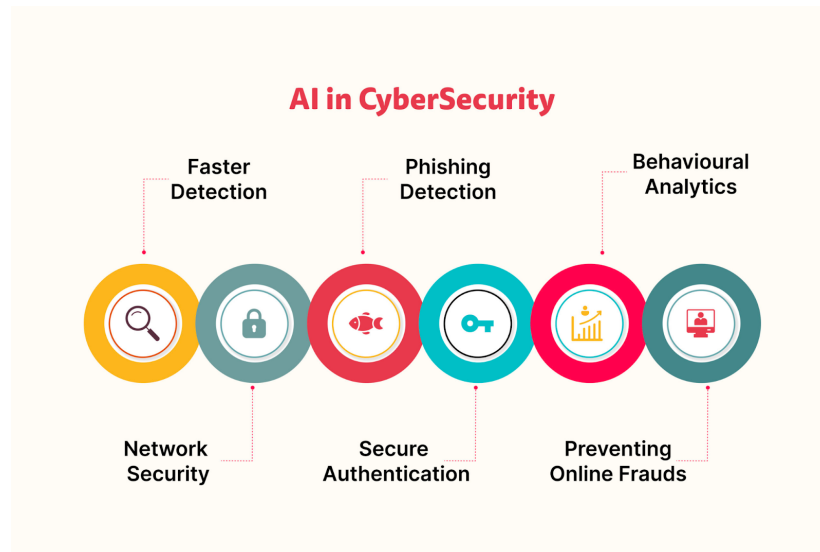 AI in CyberSecurity
Faster
Detection
Phishing
Detection
Behavioural
Analytics
Network
Security
Secure
Authentication
Preventing
Online Frauds